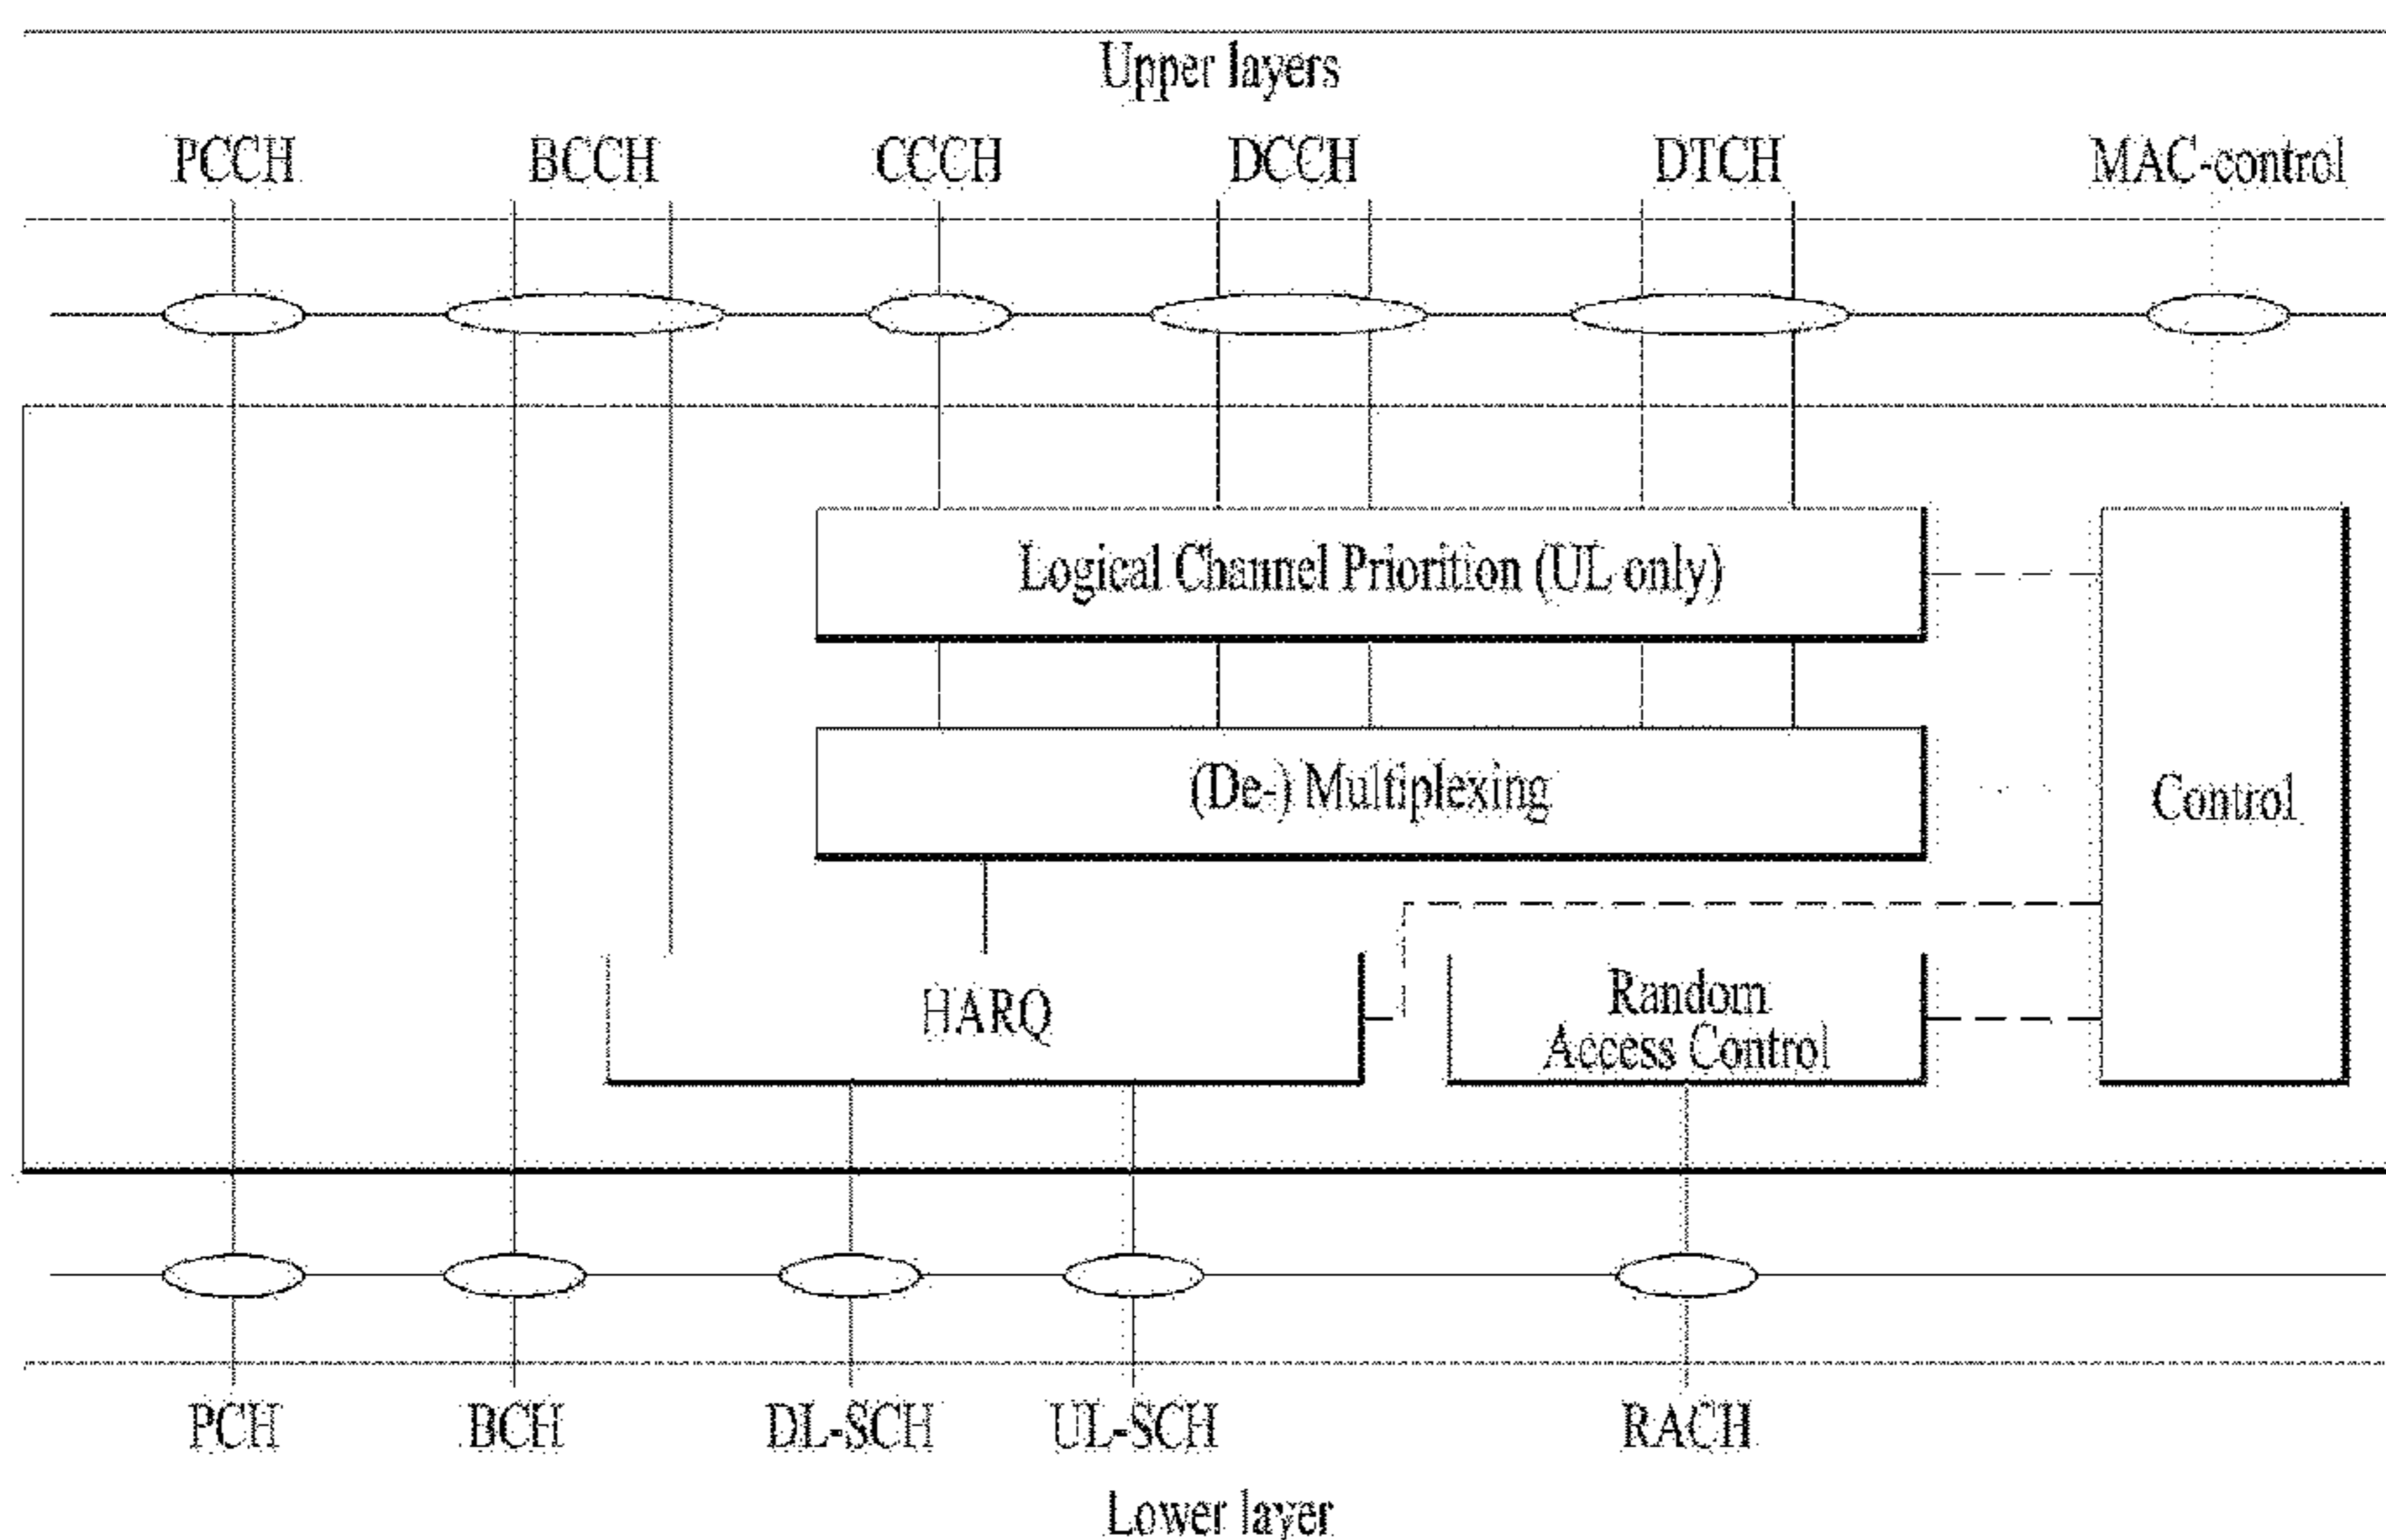 Upper layers
PCCH BCCH CCCH DCCH DTCH MAC-control
Logical Channel Priorition (UL only)
(De-) Multiplexing
Control
HARQ
Random
Access Control
PCH BCH DL-SCH UL-SCH RACH
Lower layer